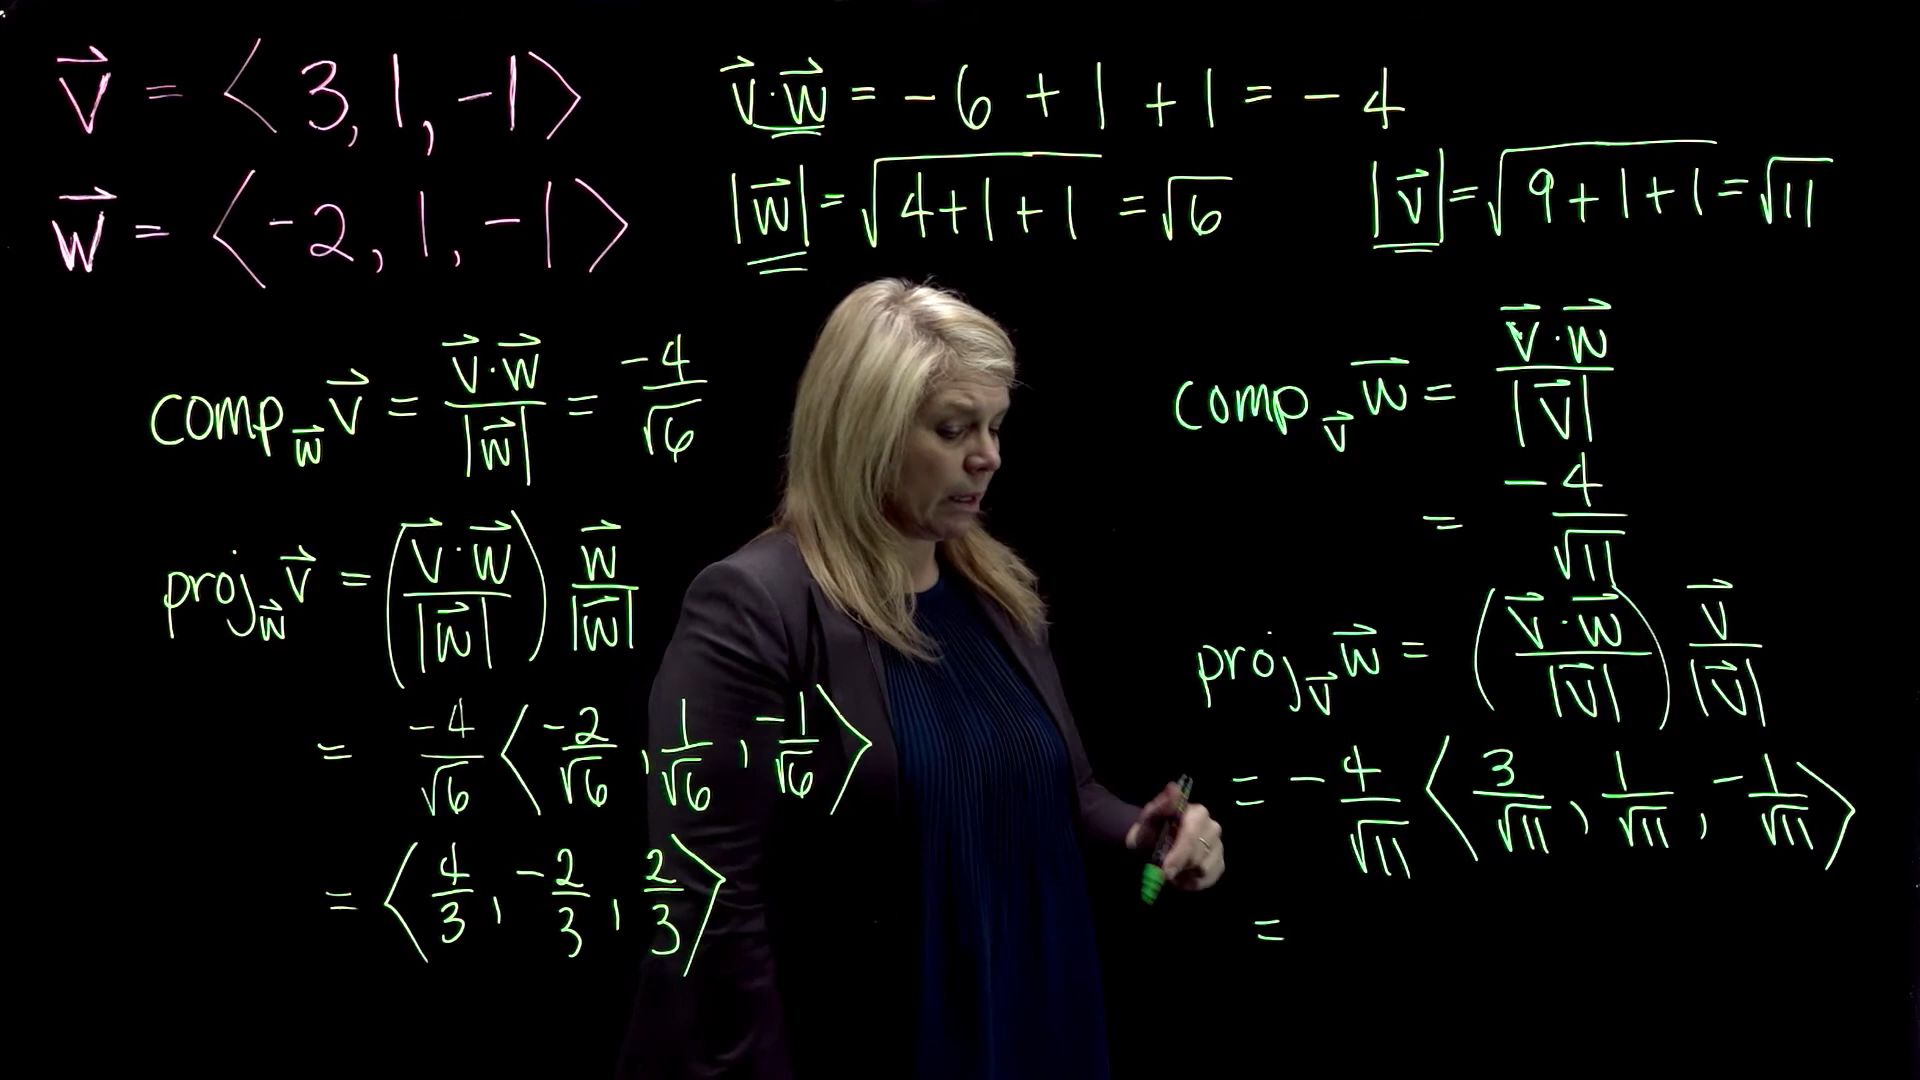 v⃗ = ⟨3, 1, -1⟩
w⃗ = ⟨-2, 1, -1⟩
v⃗·w⃗ = -6 + 1 + 1 = -4
|w⃗| = √(4+1+1) = √6
|v⃗| = √(9+1+1) = √11
comp_w⃗ v⃗ = (v⃗·w⃗)/|w⃗| = -4/√6
proj_w⃗ v⃗ = ((v⃗·w⃗)/|w⃗|) w⃗/|w⃗|
= -4/√6 ⟨-2/√6, 1/√6, -1/√6⟩
= ⟨4/3, -2/3, 2/3⟩
comp_v⃗ w⃗ = (v⃗·w⃗)/|v⃗|
= -4/√11
proj_v⃗ w⃗ = ((v⃗·w⃗)/|v⃗|) v⃗/|v⃗|
= -4/√11 ⟨3/√11, 1/√11, -1/√11⟩
=